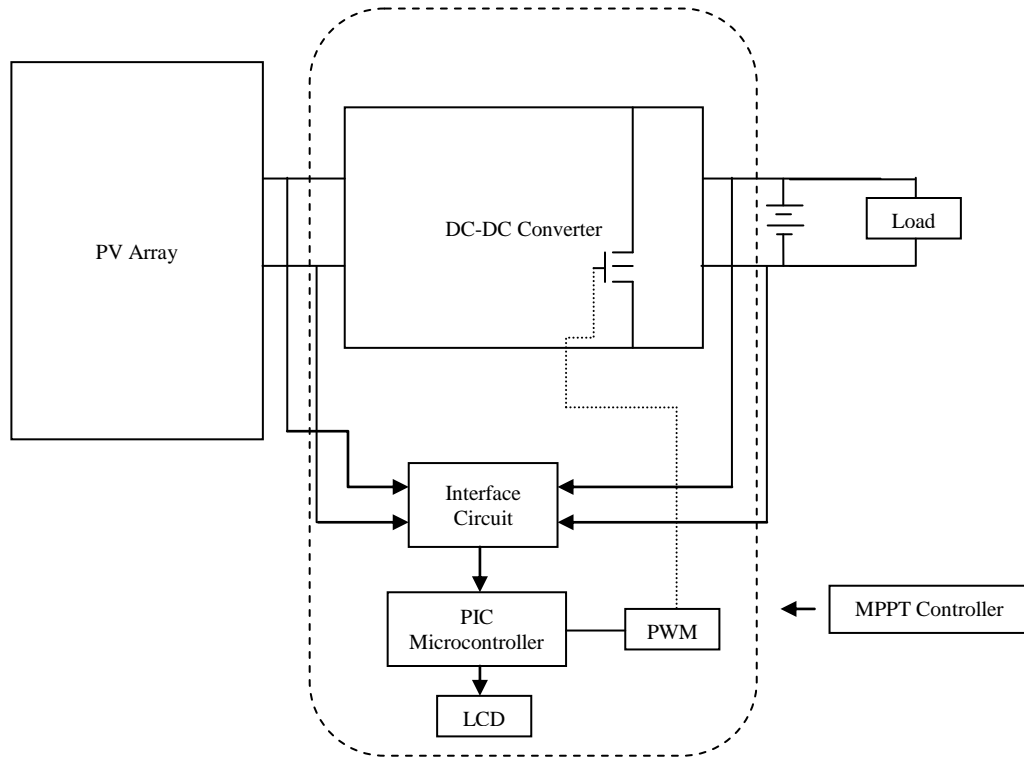 PV Array
DC-DC Converter
Load
Interface
Circuit
PIC
Microcontroller
PWM
MPPT Controller
LCD